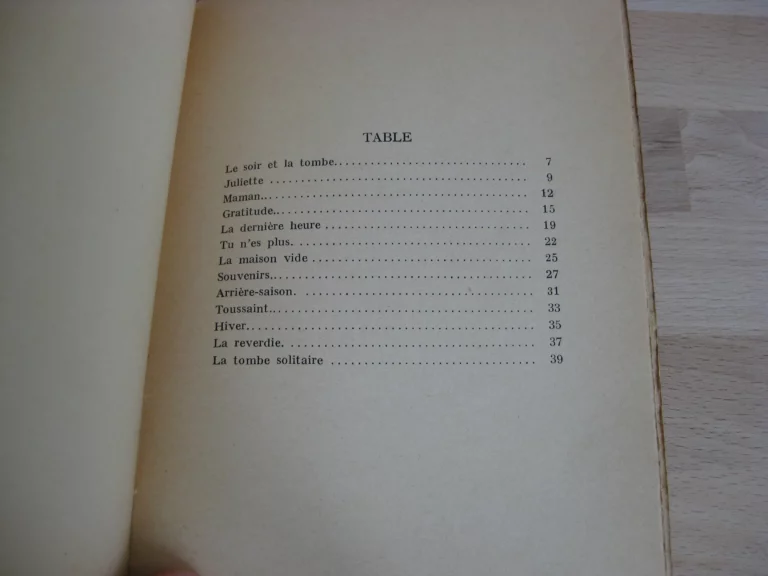 TABLE
Le soir et la tombe............................ 7
Juliette .................................... 9
Maman..................................... 12
Gratitude.................................. 15
La dernière heure ............................ 19
Tu n'es plus................................ 22
La maison vide .............................. 25
Souvenirs................................... 27
Arrière-saison. .............................. 31
Toussaint................................... 33
Hiver...................................... 35
La reverdie................................. 37
La tombe solitaire ............................ 39